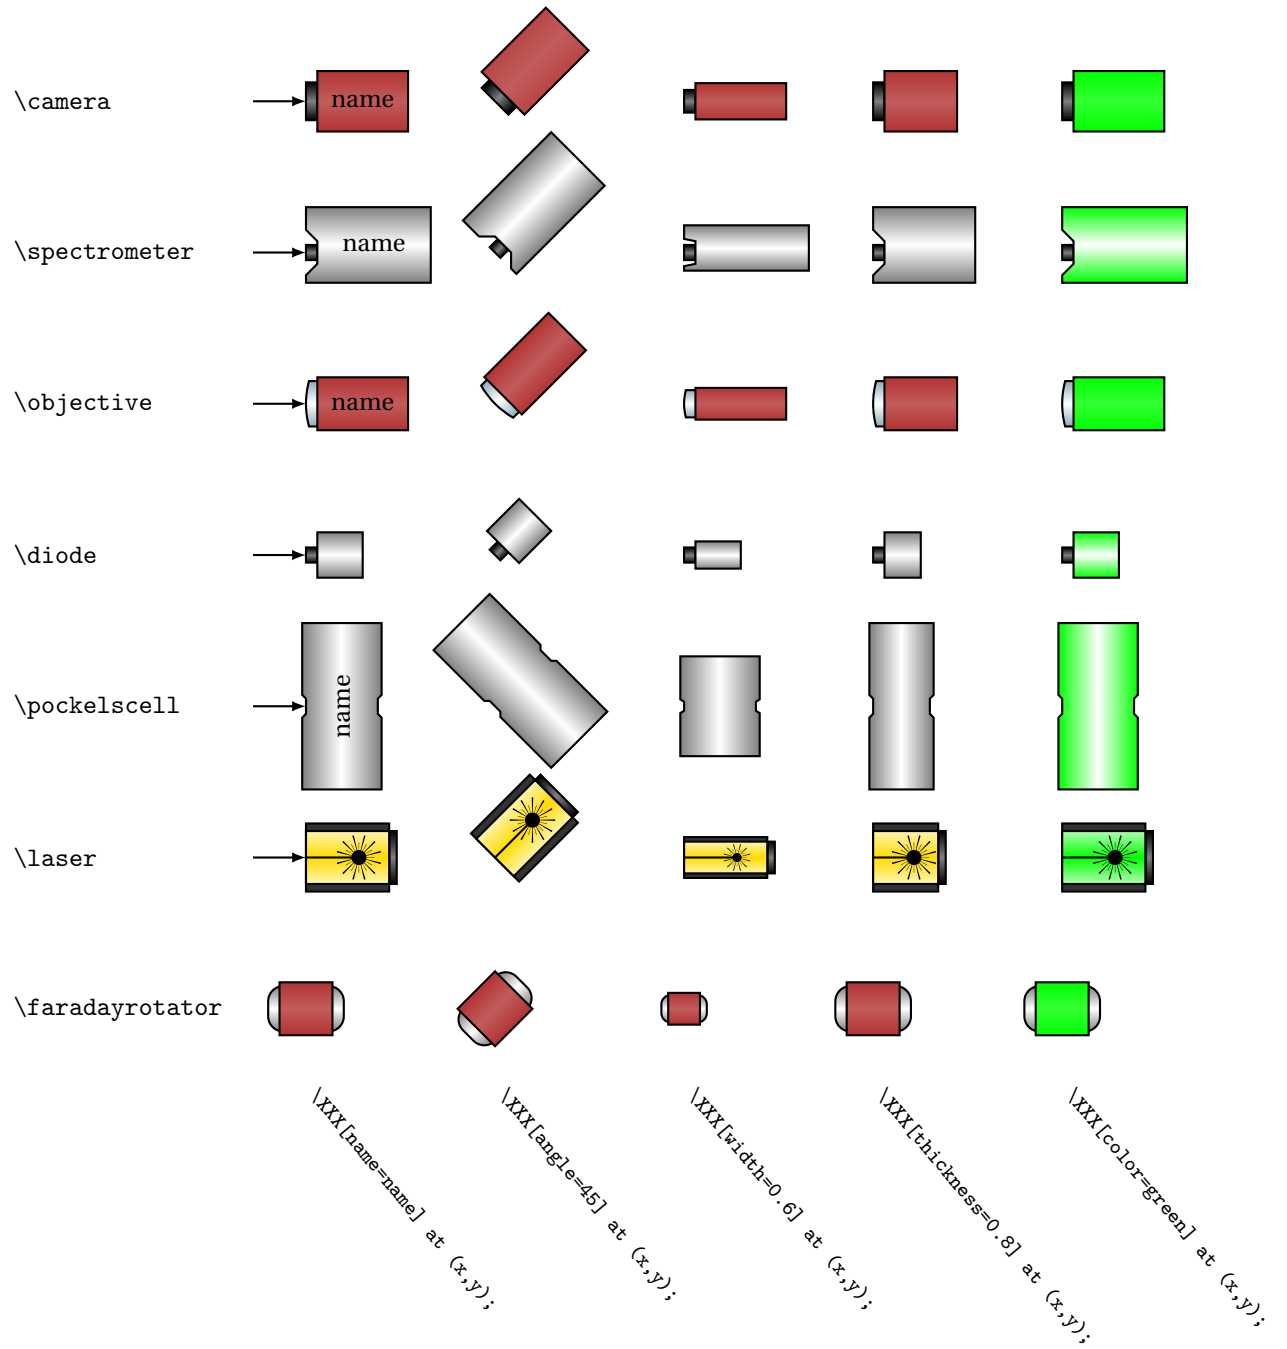 \camera
name
\spectrometer
name
\objective
name
\diode
\pockelscell
name
\laser
\faradayrotator
\XXX[name=name] at (x,y);
\XXX[angle=45] at (x,y);
\XXX[width=0.6] at (x,y);
\XXX[thickness=0.8] at (x,y);
\XXX[color=green] at (x,y);